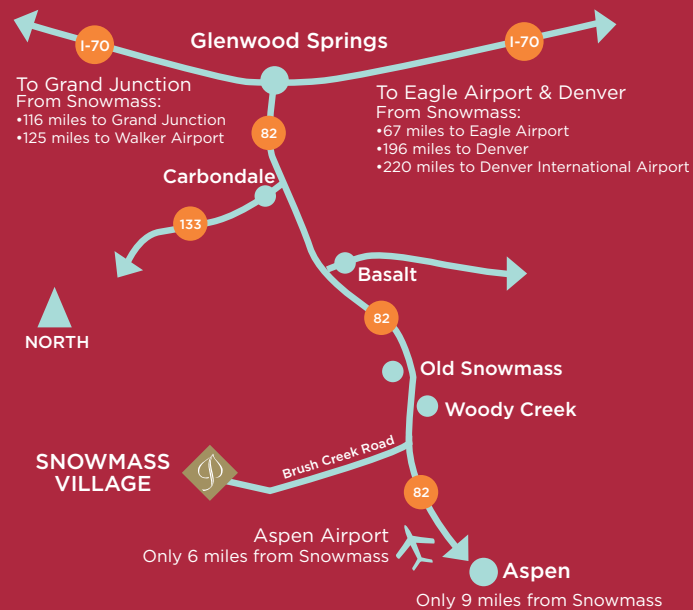 I-70
I-70
Glenwood Springs
To Grand Junction
From Snowmass:
•116 miles to Grand Junction
•125 miles to Walker Airport
To Eagle Airport & Denver
From Snowmass:
•67 miles to Eagle Airport
•196 miles to Denver
•220 miles to Denver International Airport
82
Carbondale
133
Basalt
NORTH
82
Old Snowmass
Woody Creek
SNOWMASS
VILLAGE
Brush Creek Road
82
Aspen Airport
Only 6 miles from Snowmass
Aspen
Only 9 miles from Snowmass